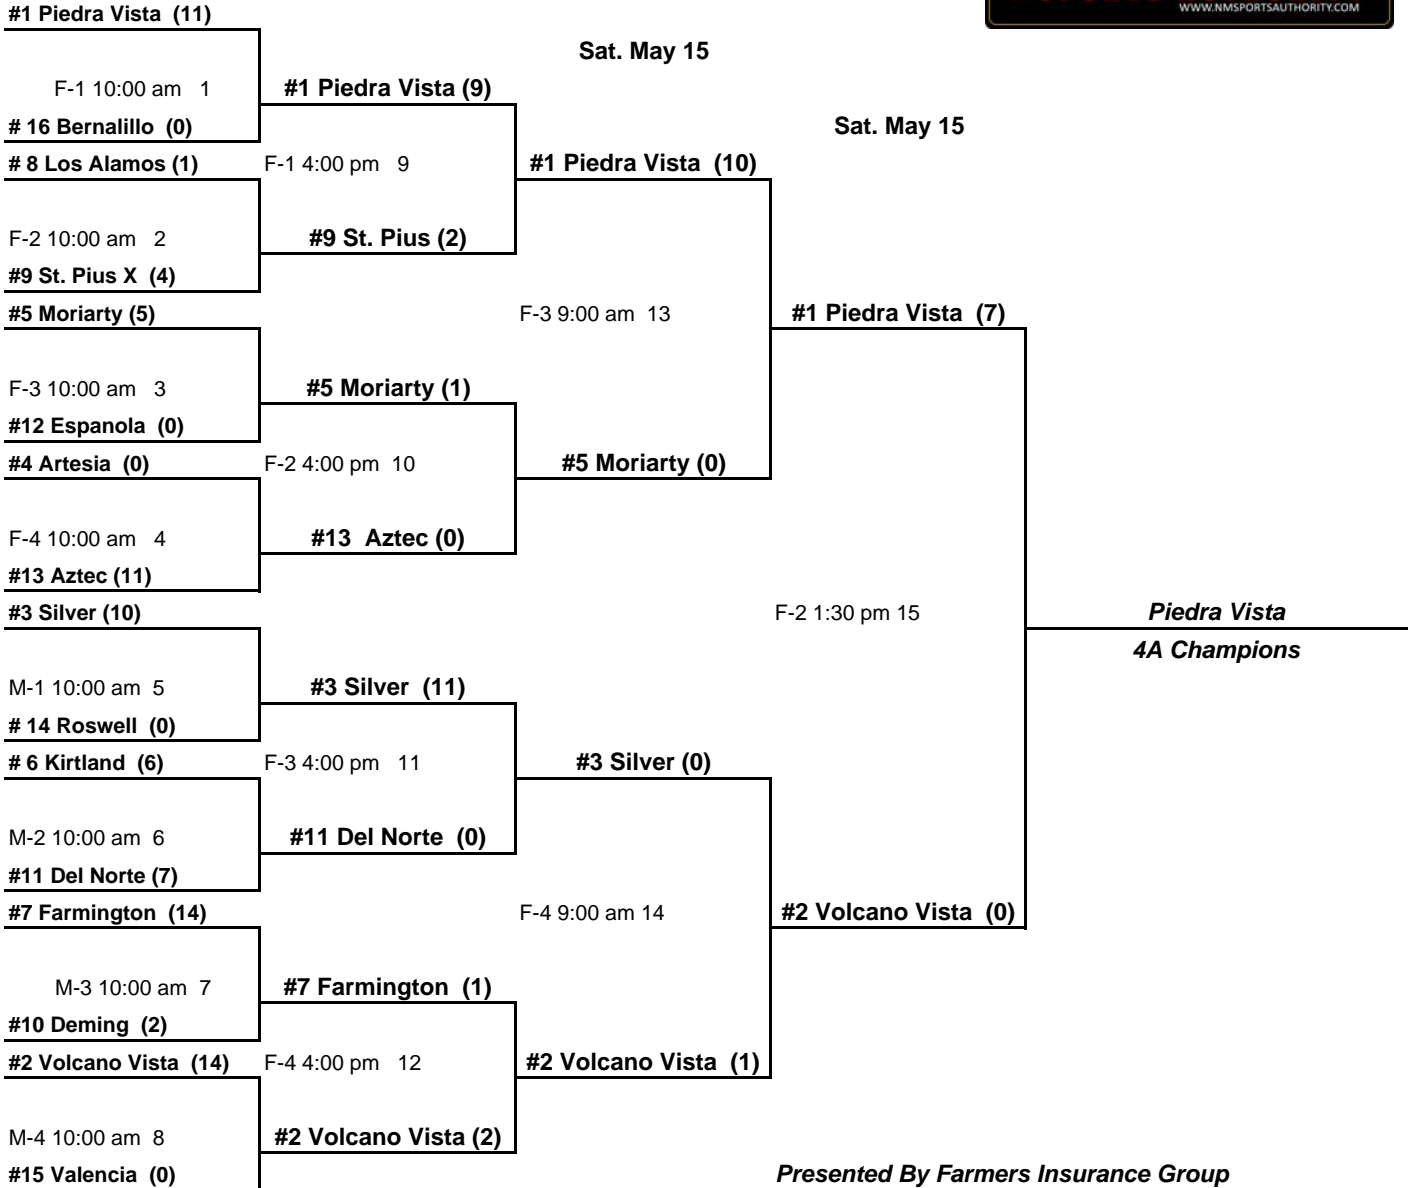 WWW.NMSPORTSAUTHORITY.COM
#1 Piedra Vista (11)
Sat. May 15
F-1 10:00 am 1
#1 Piedra Vista (9)
# 16 Bernalillo (0)
Sat. May 15
# 8 Los Alamos (1)
F-1 4:00 pm 9
#1 Piedra Vista (10)
F-2 10:00 am 2
#9 St. Pius (2)
#9 St. Pius X (4)
#5 Moriarty (5)
F-3 9:00 am 13
#1 Piedra Vista (7)
F-3 10:00 am 3
#5 Moriarty (1)
#12 Espanola (0)
#4 Artesia (0)
F-2 4:00 pm 10
#5 Moriarty (0)
F-4 10:00 am 4
#13 Aztec (0)
#13 Aztec (11)
#3 Silver (10)
F-2 1:30 pm 15
Piedra Vista
4A Champions
M-1 10:00 am 5
#3 Silver (11)
# 14 Roswell (0)
# 6 Kirtland (6)
F-3 4:00 pm 11
#3 Silver (0)
M-2 10:00 am 6
#11 Del Norte (0)
#11 Del Norte (7)
#7 Farmington (14)
F-4 9:00 am 14
#2 Volcano Vista (0)
M-3 10:00 am 7
#7 Farmington (1)
#10 Deming (2)
#2 Volcano Vista (14)
F-4 4:00 pm 12
#2 Volcano Vista (1)
M-4 10:00 am 8
#2 Volcano Vista (2)
#15 Valencia (0)
Presented By Farmers Insurance Group